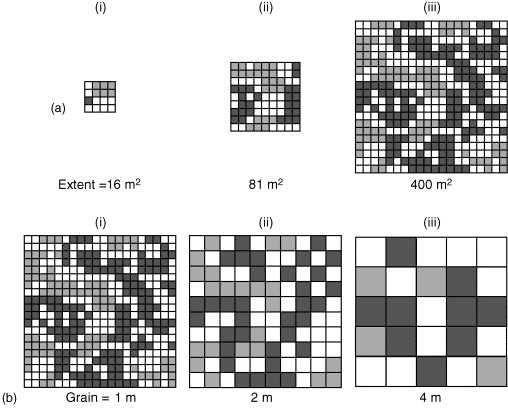 (i) (ii) (iii)
(a)
Extent =16 m² 81 m² 400 m²
(i) (ii) (iii)
(b) Grain = 1 m 2 m 4 m